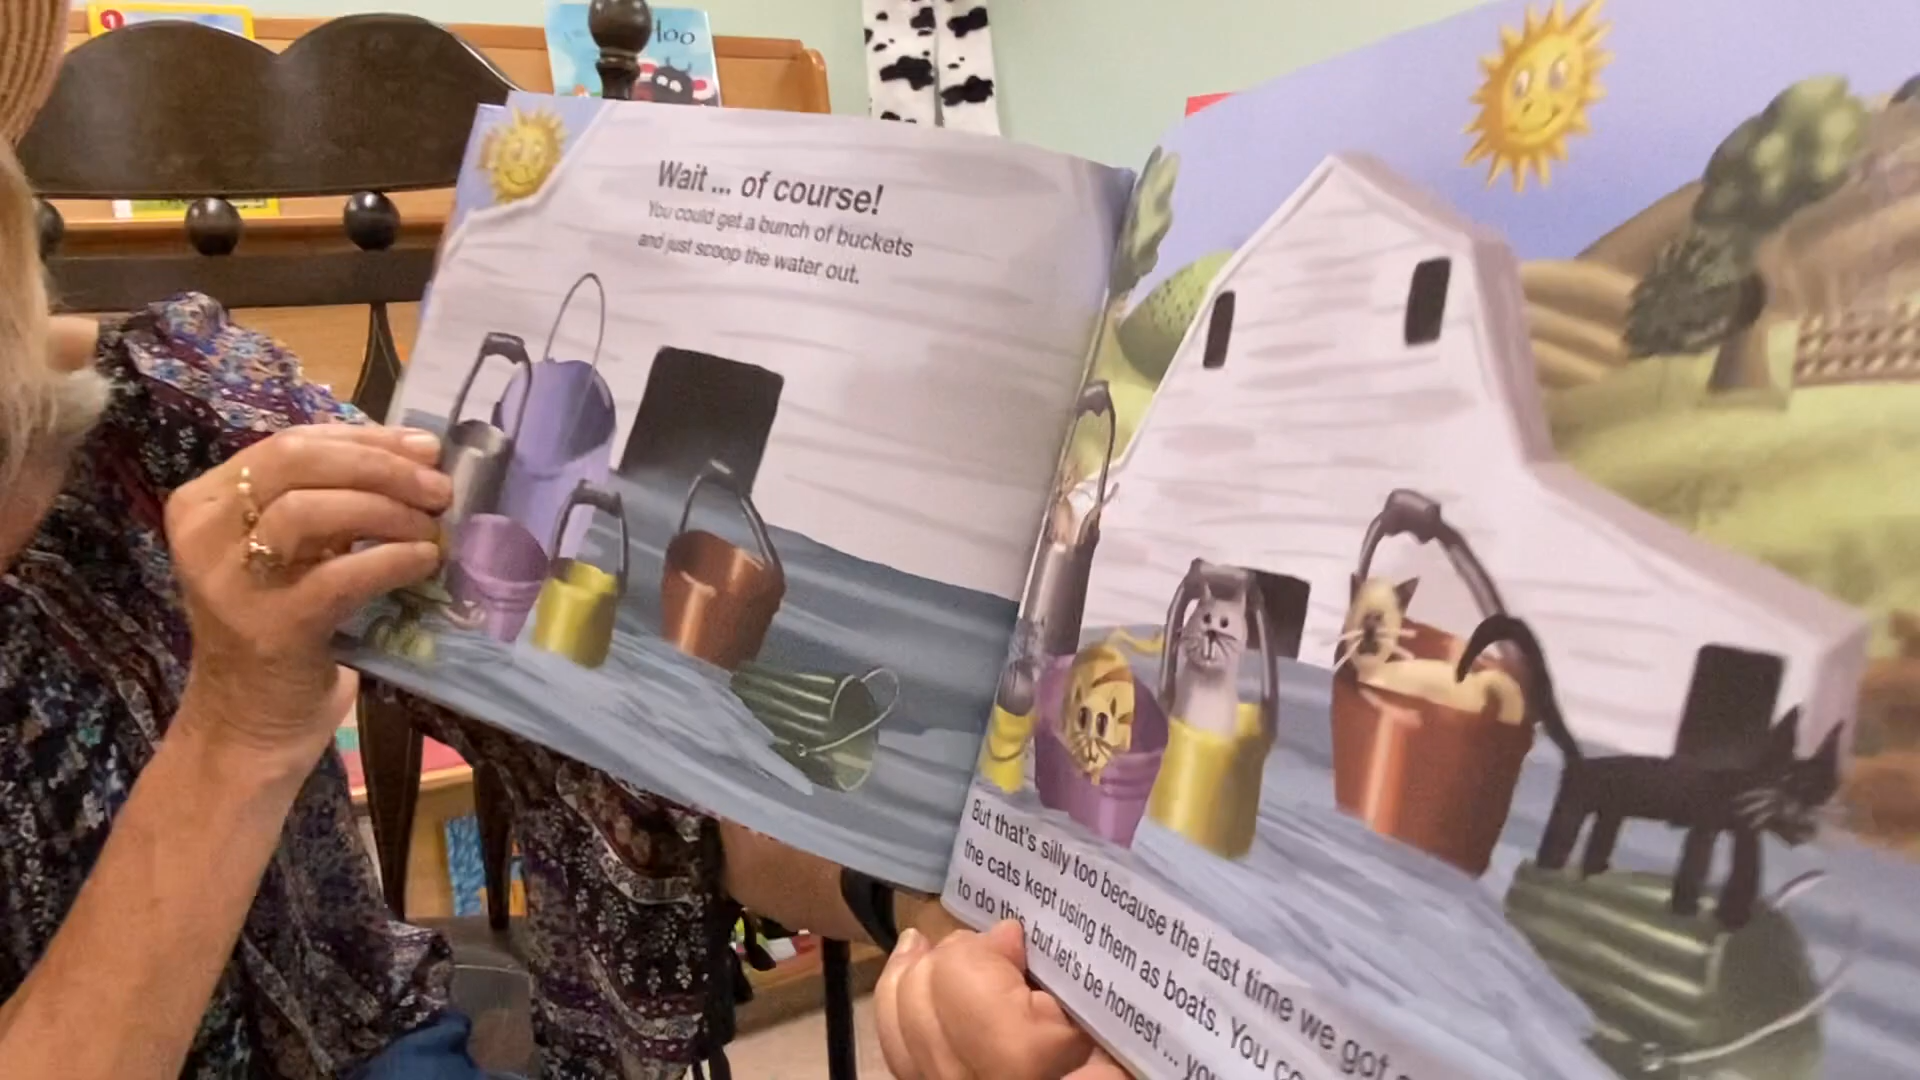 1
Moo
Wait ... of course!
You could get a bunch of buckets
and just scoop the water out.
But that's silly too because the last time we got
the cats kept using them as boats. You
to do this, but let's be honest ...